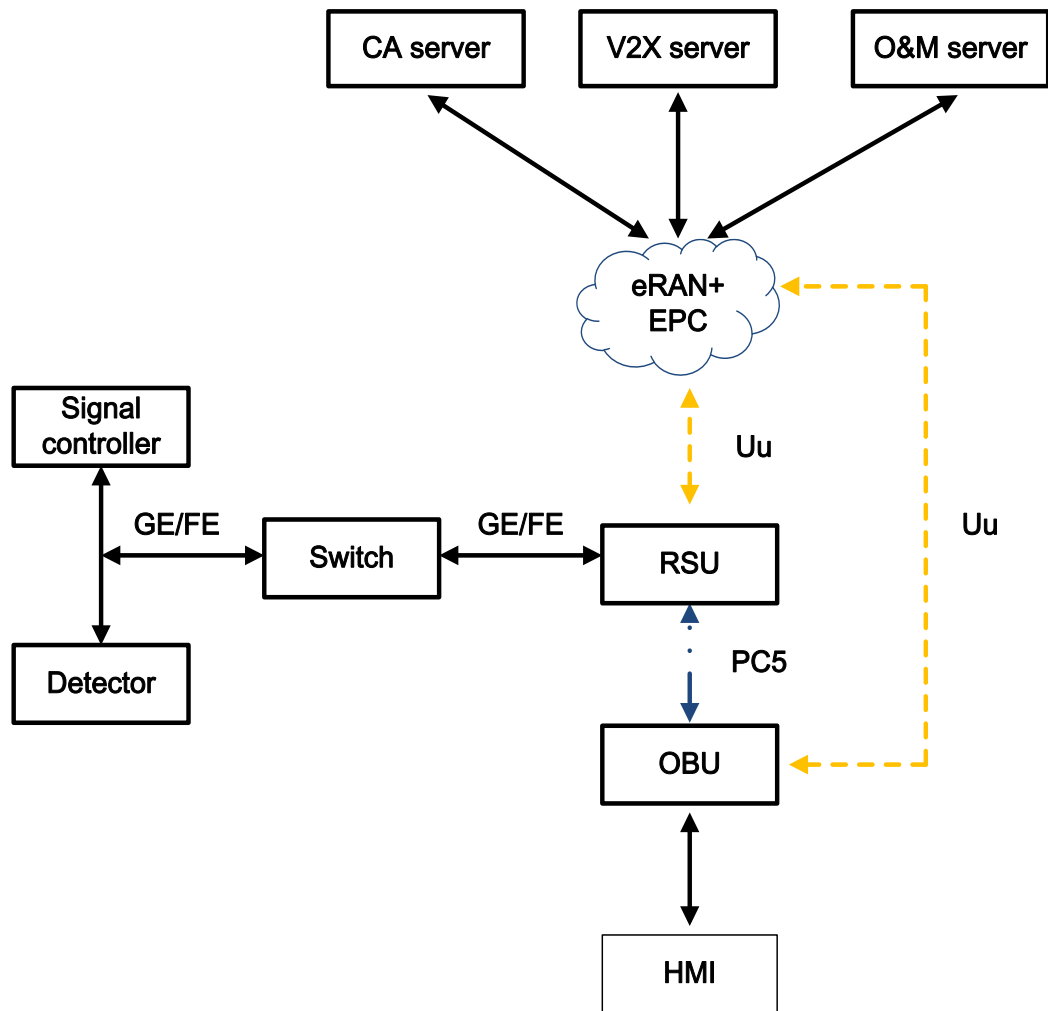 CA server
V2X server
O&M server
eRAN+
EPC
Uu
Signal
controller
GE/FE
GE/FE
Uu
Switch
RSU
Detector
PC5
OBU
HMI